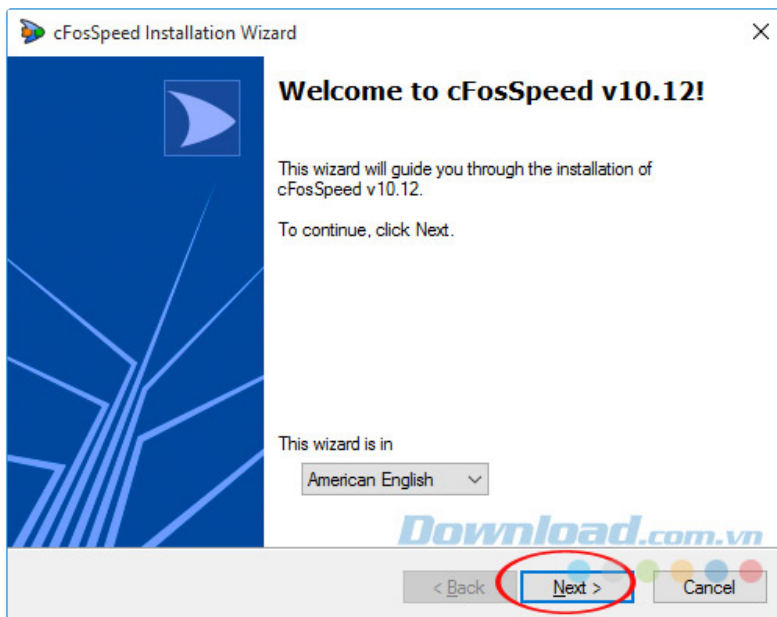 cFosSpeed Installation Wizard
Welcome to cFosSpeed v10.12!
This wizard will guide you through the installation of
cFosSpeed v10.12.
To continue, click Next.
This wizard is in
American English
Download.com.vn
< Back
Next >
Cancel